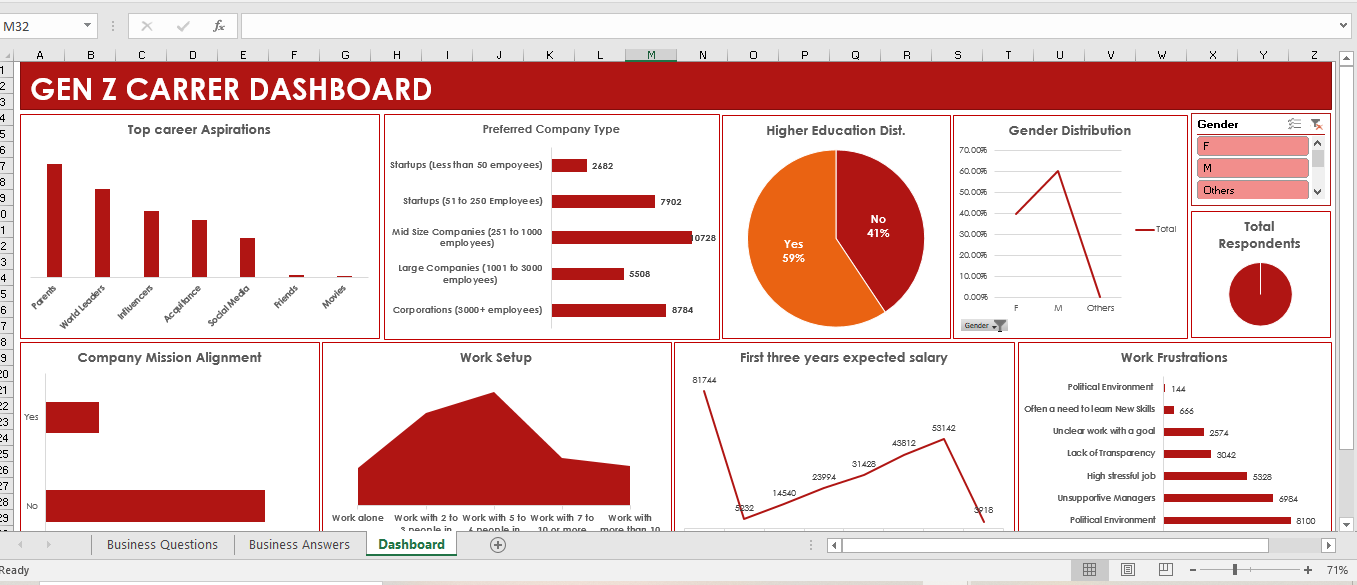 M32
fx
A B C D E F G H I J K L M N O P Q R S T U V W X Y Z
GEN Z CARRER DASHBOARD
Top career Aspirations
Parents
World Leaders
Influencers
Acquitance
Social Media
Friends
Movies
Preferred Company Type
Startups (Less than 50 empoyees)
2682
Startups (51 to 250 Employees)
7902
Mid Size Companies (251 to 1000
employees)
10728
Large Companies (1001 to 3000
employees)
5508
Corporations (3000+ employees)
8784
Higher Education Dist.
No
41%
Yes
59%
Gender Distribution
70.00%
60.00%
50.00%
40.00%
30.00%
20.00%
10.00%
0.00%
F M Others
Total
Gender
Gender
F
M
Others
Total
Respondents
Company Mission Alignment
Yes
No
Work Setup
Work alone
Work with 2 to
3 people in
Work with 5 to
6 people in
Work with 7 to
10 or more
Work with
more than 10
First three years expected salary
81744
5232
14540
23994
31428
43812
53142
3918
Work Frustrations
Political Environment 144
Often a need to learn New Skills 666
Unclear work with a goal 2574
Lack of Transparency 3042
High stressful job 5328
Unsupportive Managers 6984
Political Environment 8100
Business Questions Business Answers Dashboard
Ready
71%